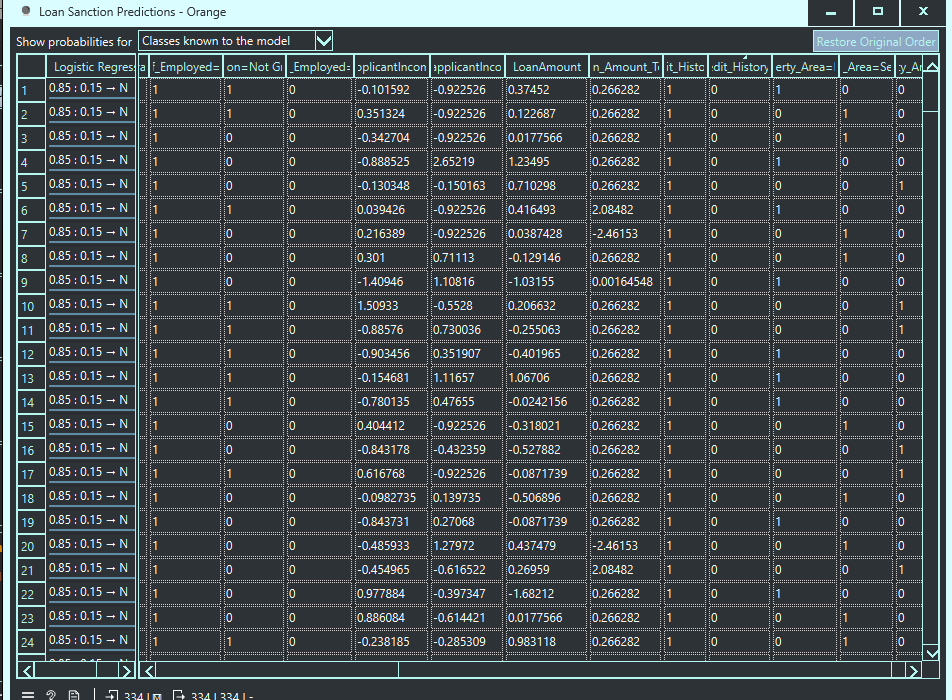 Loan Sanction Predictions - Orange
Show probabilities for Classes known to the model Restore Original Order
Logistic Regres a f_Employed= on=Not Gr _Employed= pplicantIncon applicantInco LoanAmount n_Amount_Te it_Histo dit_History erty_Area= _Area=Se y_Ar
1 0.85 : 0.15 → N 1 1 0 -0.101592 -0.922526 0.37452 0.266282 1 0 1 0 0
2 0.85 : 0.15 → N 1 1 0 0.351324 -0.922526 0.122687 0.266282 1 0 0 1 0
3 0.85 : 0.15 → N 1 0 0 -0.342704 -0.922526 0.0177566 0.266282 1 0 0 1 0
4 0.85 : 0.15 → N 1 0 0 -0.888525 2.65219 1.23495 0.266282 1 0 1 0 0
5 0.85 : 0.15 → N 1 0 0 -0.130348 -0.150163 0.710298 0.266282 1 0 0 0 1
6 0.85 : 0.15 → N 1 1 0 0.039426 -0.922526 0.416493 2.08482 1 0 1 0 0
7 0.85 : 0.15 → N 1 0 0 0.216389 -0.922526 0.0387428 -2.46153 1 0 0 1 0
8 0.85 : 0.15 → N 1 0 0 0.301 0.71113 -0.129146 0.266282 1 0 0 1 0
9 0.85 : 0.15 → N 1 0 0 -1.40946 1.10816 -1.03155 0.00164548 1 0 1 0 0
10 0.85 : 0.15 → N 1 1 0 1.50933 -0.5528 0.206632 0.266282 1 0 0 0 1
11 0.85 : 0.15 → N 1 1 0 -0.88576 0.730036 -0.255063 0.266282 1 0 0 0 1
12 0.85 : 0.15 → N 1 0 0 -0.903456 0.351907 -0.401965 0.266282 1 0 1 0 0
13 0.85 : 0.15 → N 1 1 0 -0.154681 1.11657 1.06706 0.266282 1 0 1 0 0
14 0.85 : 0.15 → N 1 0 0 -0.780135 0.47655 -0.0242156 0.266282 1 0 1 0 0
15 0.85 : 0.15 → N 1 0 0 0.404412 -0.922526 -0.318021 0.266282 1 0 0 1 0
16 0.85 : 0.15 → N 1 0 0 -0.843178 -0.432359 -0.527882 0.266282 1 0 0 0 1
17 0.85 : 0.15 → N 1 1 0 0.616768 -0.922526 -0.0871739 0.266282 1 0 0 0 1
18 0.85 : 0.15 → N 1 0 0 -0.0982735 0.139735 -0.506896 0.266282 1 0 0 1 0
19 0.85 : 0.15 → N 1 0 0 -0.843731 0.27068 -0.0871739 0.266282 1 0 1 0 0
20 0.85 : 0.15 → N 1 0 0 -0.485933 1.27972 0.437479 -2.46153 1 0 0 1 0
21 0.85 : 0.15 → N 1 0 0 -0.454965 -0.616522 0.26959 2.08482 1 0 0 0 1
22 0.85 : 0.15 → N 1 0 0 0.977884 -0.397347 -1.68212 0.266282 1 0 1 0 0
23 0.85 : 0.15 → N 1 0 0 0.886084 -0.614421 0.0177566 0.266282 1 0 0 1 0
24 0.85 : 0.15 → N 1 1 0 -0.238185 -0.285309 0.983118 0.266282 1 0 0 1 0
334 334 | 334